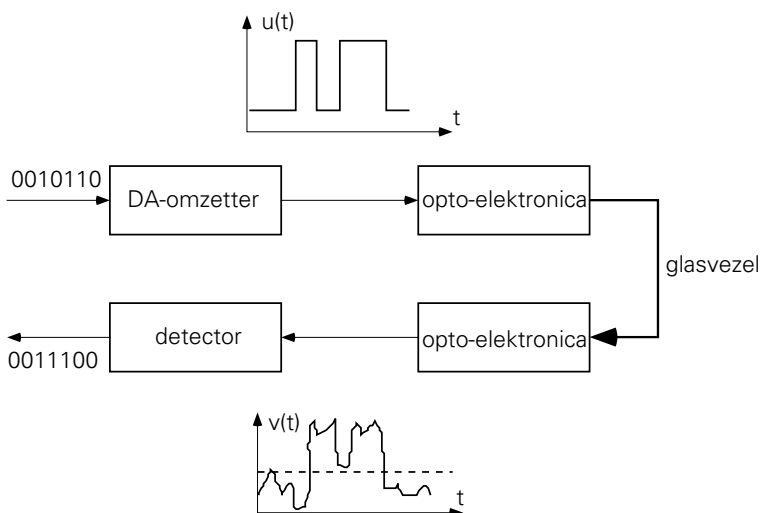 u(t)
t
0010110
DA-omzetter
opto-elektronica
glasvezel
detector
opto-elektronica
0011100
v(t)
t